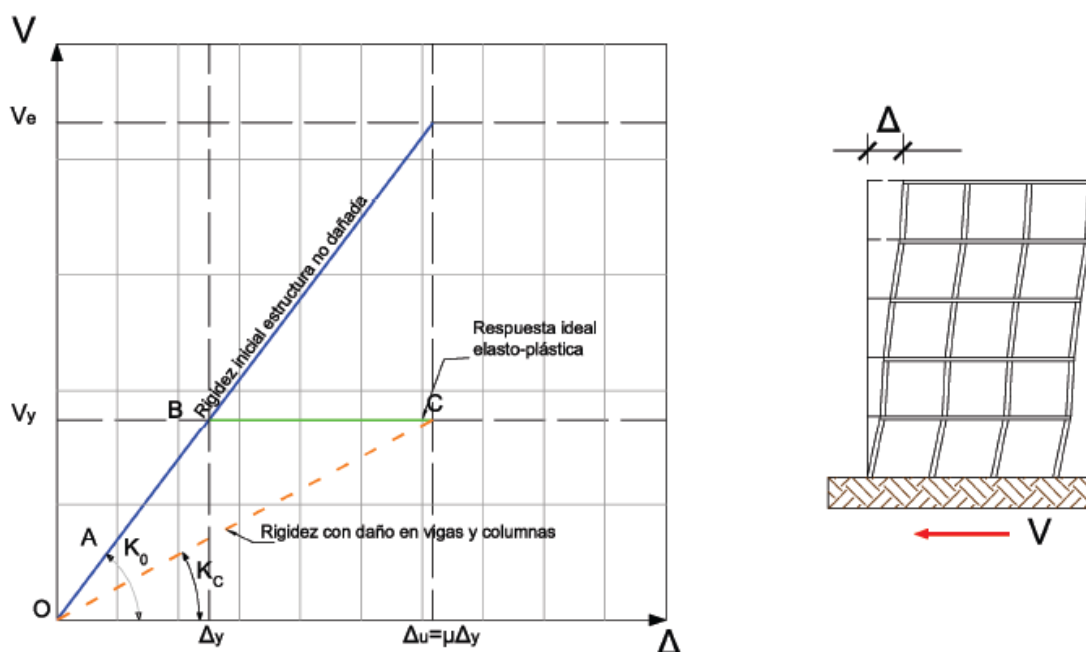 V
Ve
Rigidez inicial estructura no dañada
Respuesta ideal
elasto-plástica
Vy
B
C
A
K0
Rigidez con daño en vigas y columnas
Kc
O
Δy
Δu=μΔy
Δ
Δ
V